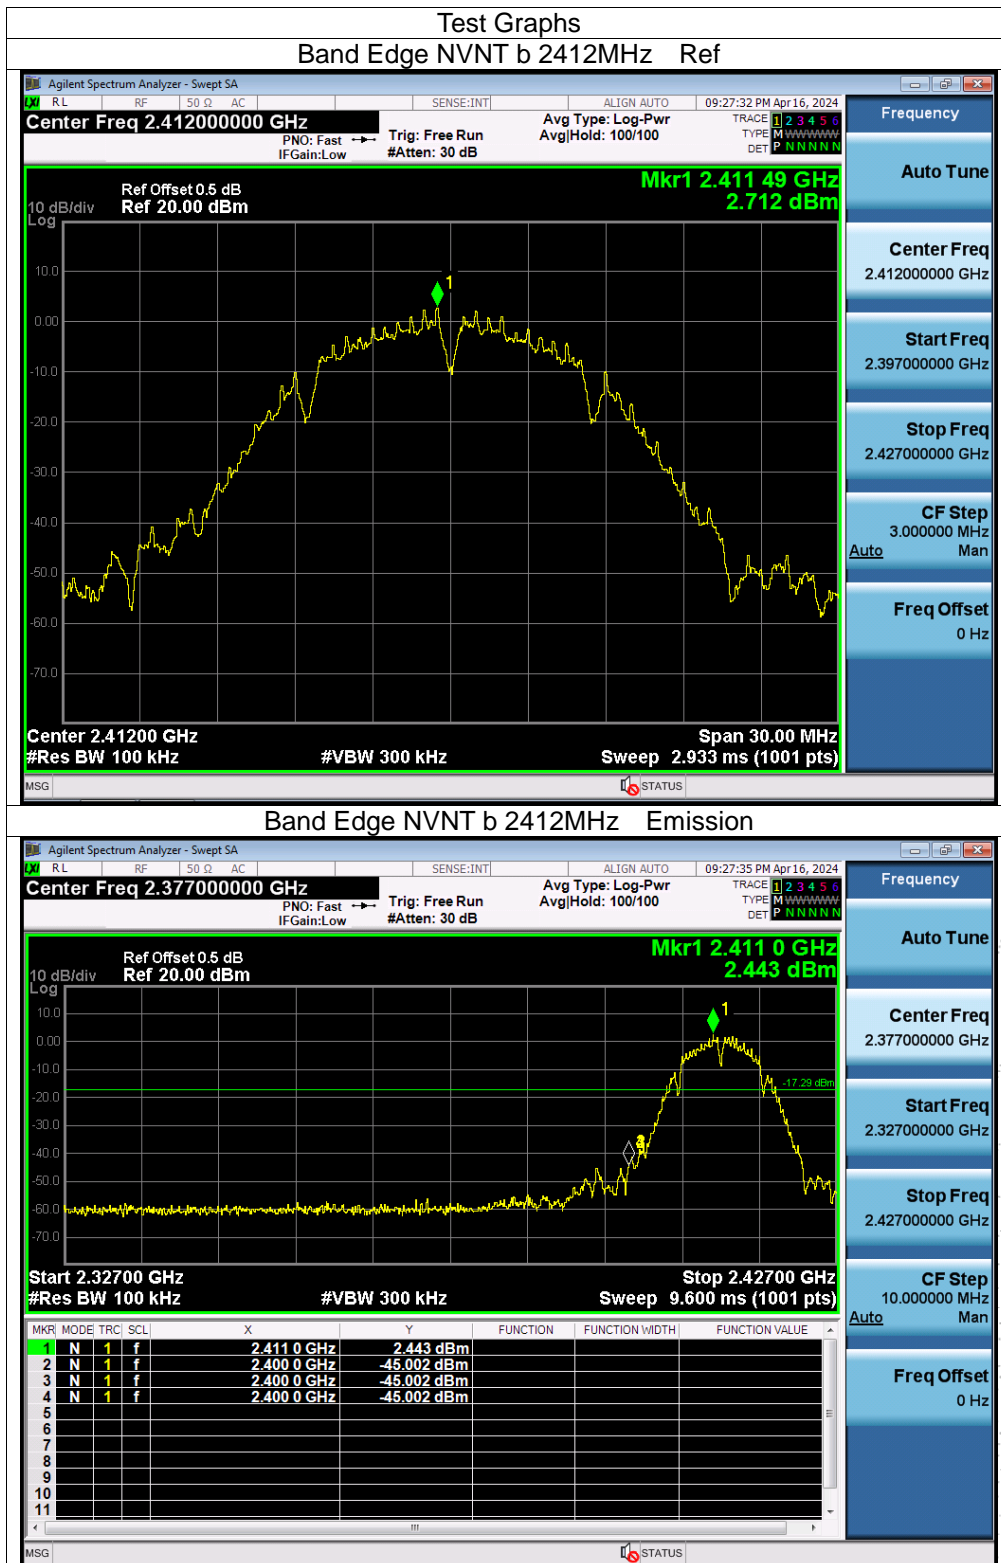 Test Graphs
Band Edge NVNT b 2412MHz Ref
Agilent Spectrum Analyzer - Swept SA
LXI RL RF 50 Ω AC SENSE:INT ALIGN AUTO 09:27:32 PM Apr 16, 2024
Center Freq 2.412000000 GHz Avg Type: Log-Pwr TRACE 1 2 3 4 5 6
PNO: Fast Trig: Free Run Avg|Hold: 100/100 TYPE M W W W W W
IFGain:Low #Atten: 30 dB DET P N N N N N
Frequency
Auto Tune
Center Freq
2.412000000 GHz
Start Freq
2.397000000 GHz
Stop Freq
2.427000000 GHz
CF Step
3.000000 MHz
Auto Man
Freq Offset
0 Hz
Mkr1 2.411 49 GHz
2.712 dBm
Ref Offset 0.5 dB
10 dB/div Ref 20.00 dBm
Log
10.0
1
0.00
-10.0
-20.0
-30.0
-40.0
-50.0
-60.0
-70.0
Center 2.41200 GHz Span 30.00 MHz
#Res BW 100 kHz #VBW 300 kHz Sweep 2.933 ms (1001 pts)
MSG STATUS
Band Edge NVNT b 2412MHz Emission
Agilent Spectrum Analyzer - Swept SA
LXI RL RF 50 Ω AC SENSE:INT ALIGN AUTO 09:27:35 PM Apr 16, 2024
Center Freq 2.377000000 GHz Avg Type: Log-Pwr TRACE 1 2 3 4 5 6
PNO: Fast Trig: Free Run Avg|Hold: 100/100 TYPE M W W W W W
IFGain:Low #Atten: 30 dB DET P N N N N N
Frequency
Auto Tune
Center Freq
2.377000000 GHz
Start Freq
2.327000000 GHz
Stop Freq
2.427000000 GHz
CF Step
10.000000 MHz
Auto Man
Freq Offset
0 Hz
Mkr1 2.411 0 GHz
2.443 dBm
Ref Offset 0.5 dB
10 dB/div Ref 20.00 dBm
Log
10.0
1
0.00
-10.0
-17.29 dBm
-20.0
-30.0
-40.0
-50.0
-60.0
-70.0
Start 2.32700 GHz Stop 2.42700 GHz
#Res BW 100 kHz #VBW 300 kHz Sweep 9.600 ms (1001 pts)
MKR MODE TRC SCL X Y FUNCTION FUNCTION WIDTH FUNCTION VALUE
1 N 1 f 2.411 0 GHz 2.443 dBm
2 N 1 f 2.400 0 GHz -45.002 dBm
3 N 1 f 2.400 0 GHz -45.002 dBm
4 N 1 f 2.400 0 GHz -45.002 dBm
5
6
7
8
9
10
11
MSG STATUS